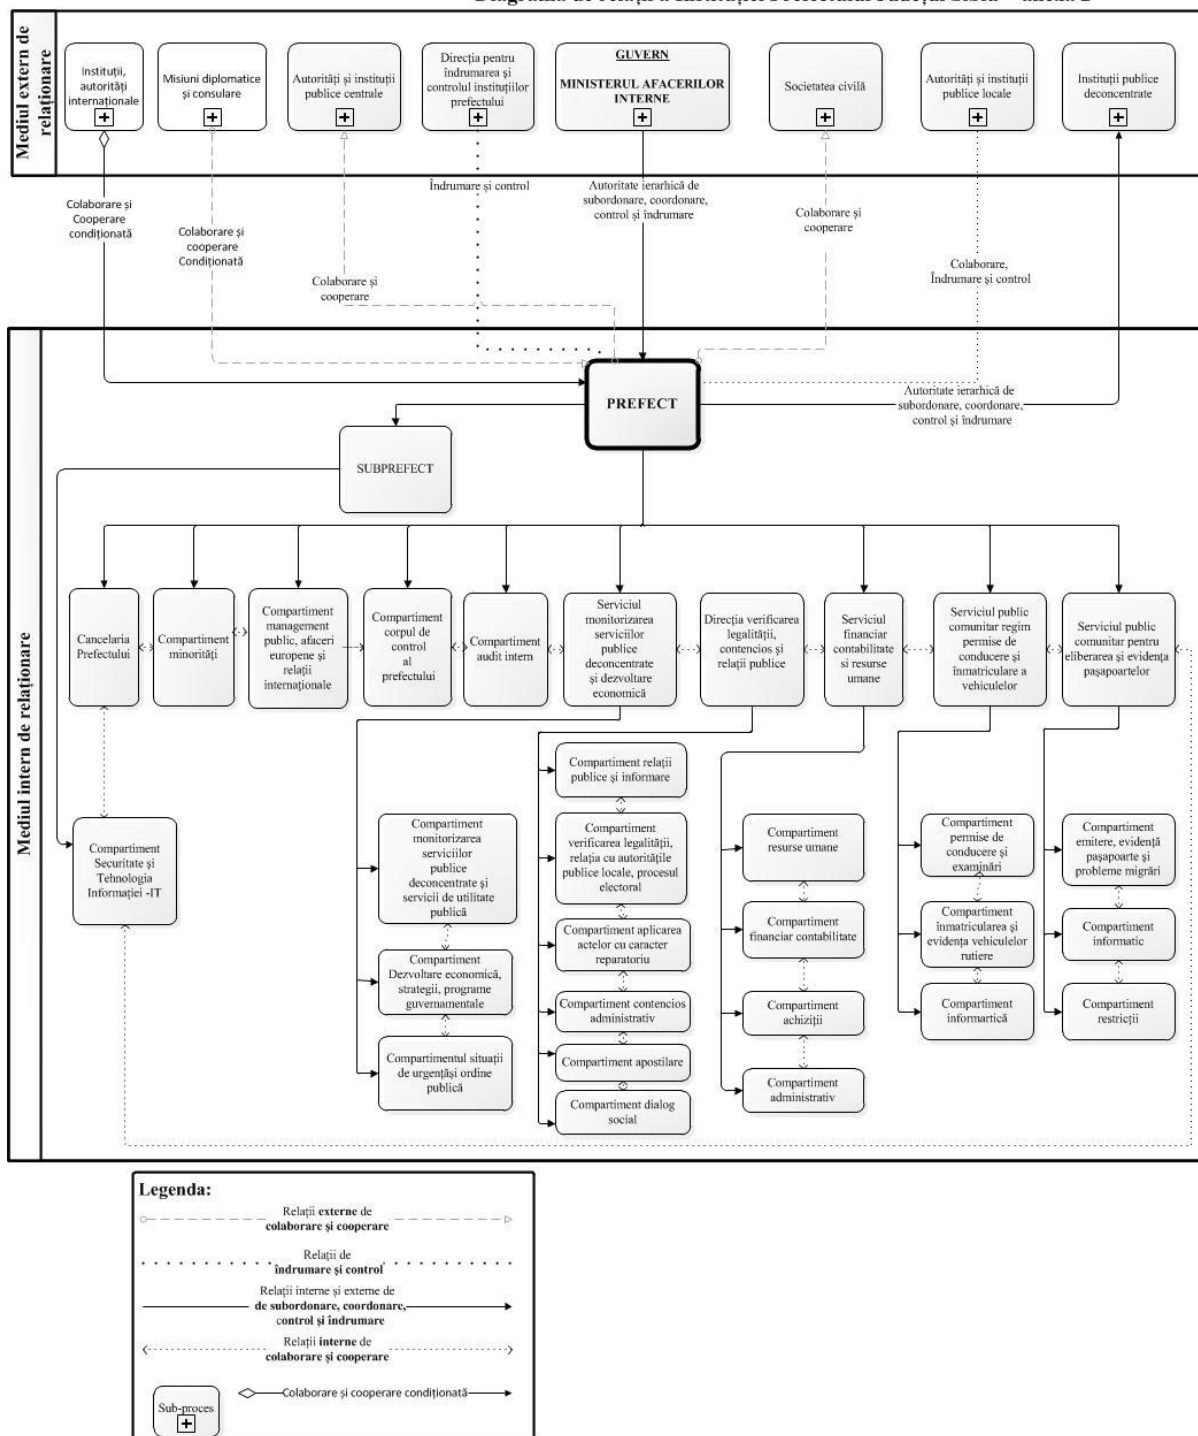 Mediul extern de
relaționare
Instituții,
autorități
internaționale
Misiuni diplomatice
și consulare
Autorități și instituții
publice centrale
Direcția pentru
îndrumarea și
controlul instituțiilor
prefectului
GUVERN
MINISTERUL AFACERILOR
INTERNE
Societatea civilă
Autorități și instituții
publice locale
Instituții publice
deconcentrate
Colaborare și
Cooperare
condiționată
Colaborare și
cooperare
Condiționată
Colaborare și
cooperare
Îndrumare și control
Autoritate ierarhică de
subordonare, coordonare,
control și îndrumare
Colaborare și
cooperare
Colaborare,
Îndrumare și control
Autoritate ierarhică de
subordonare, coordonare,
control și îndrumare
Mediul intern de relaționare
PREFECT
SUBPREFECT
Cancelaria
Prefectului
Compartiment
minorități
Compartiment
management
public, afaceri
europene și
relații
internaționale
Compartiment
corpul de
control
al
prefectului
Compartiment
audit intern
Serviciul
monitorizarea
serviciilor
publice
deconcentrate
și dezvoltare
economică
Direcția verificarea
legalității,
contencios și
relații publice
Serviciul
financiar
contabilitate
si resurse
umane
Serviciul public
comunitar regim
permise de
conducere și
înmatriculare a
vehiculelor
Serviciul public
comunitar pentru
eliberarea și evidența
pașapoartelor
Compartiment
Securitate și
Tehnologia
Informației -IT
Compartiment
monitorizarea
serviciilor
publice
deconcentrate și
servicii de utilitate
publică
Compartiment
Dezvoltare economică,
strategii, programe
guvernamentale
Compartimentul situații
de urgențăși ordine
publică
Compartiment relații
publice și informare
Compartiment
verificarea legalității,
relația cu autoritățile
publice locale, procesul
electoral
Compartiment aplicarea
actelor cu caracter
reparatoriu
Compartiment contencios
administrativ
Compartiment apostilare
Compartiment dialog
social
Compartiment
resurse umane
Compartiment
financiar contabilitate
Compartiment
achiziții
Compartiment
administrativ
Compartiment
permise de
conducere și
examinări
Compartiment
înmatricularea și
evidența vehiculelor
rutiere
Compartiment
informartică
Compartiment
emitere, evidență
pașapoarte și
probleme migrări
Compartiment
informatic
Compartiment
restricții
Legenda:
Relații externe de
colaborare și cooperare
Relații de
îndrumare și control
Relații interne și externe de
de subordonare, coordonare,
control și îndrumare
Relații interne de
colaborare și cooperare
Colaborare și cooperare condiționată
Sub-proces